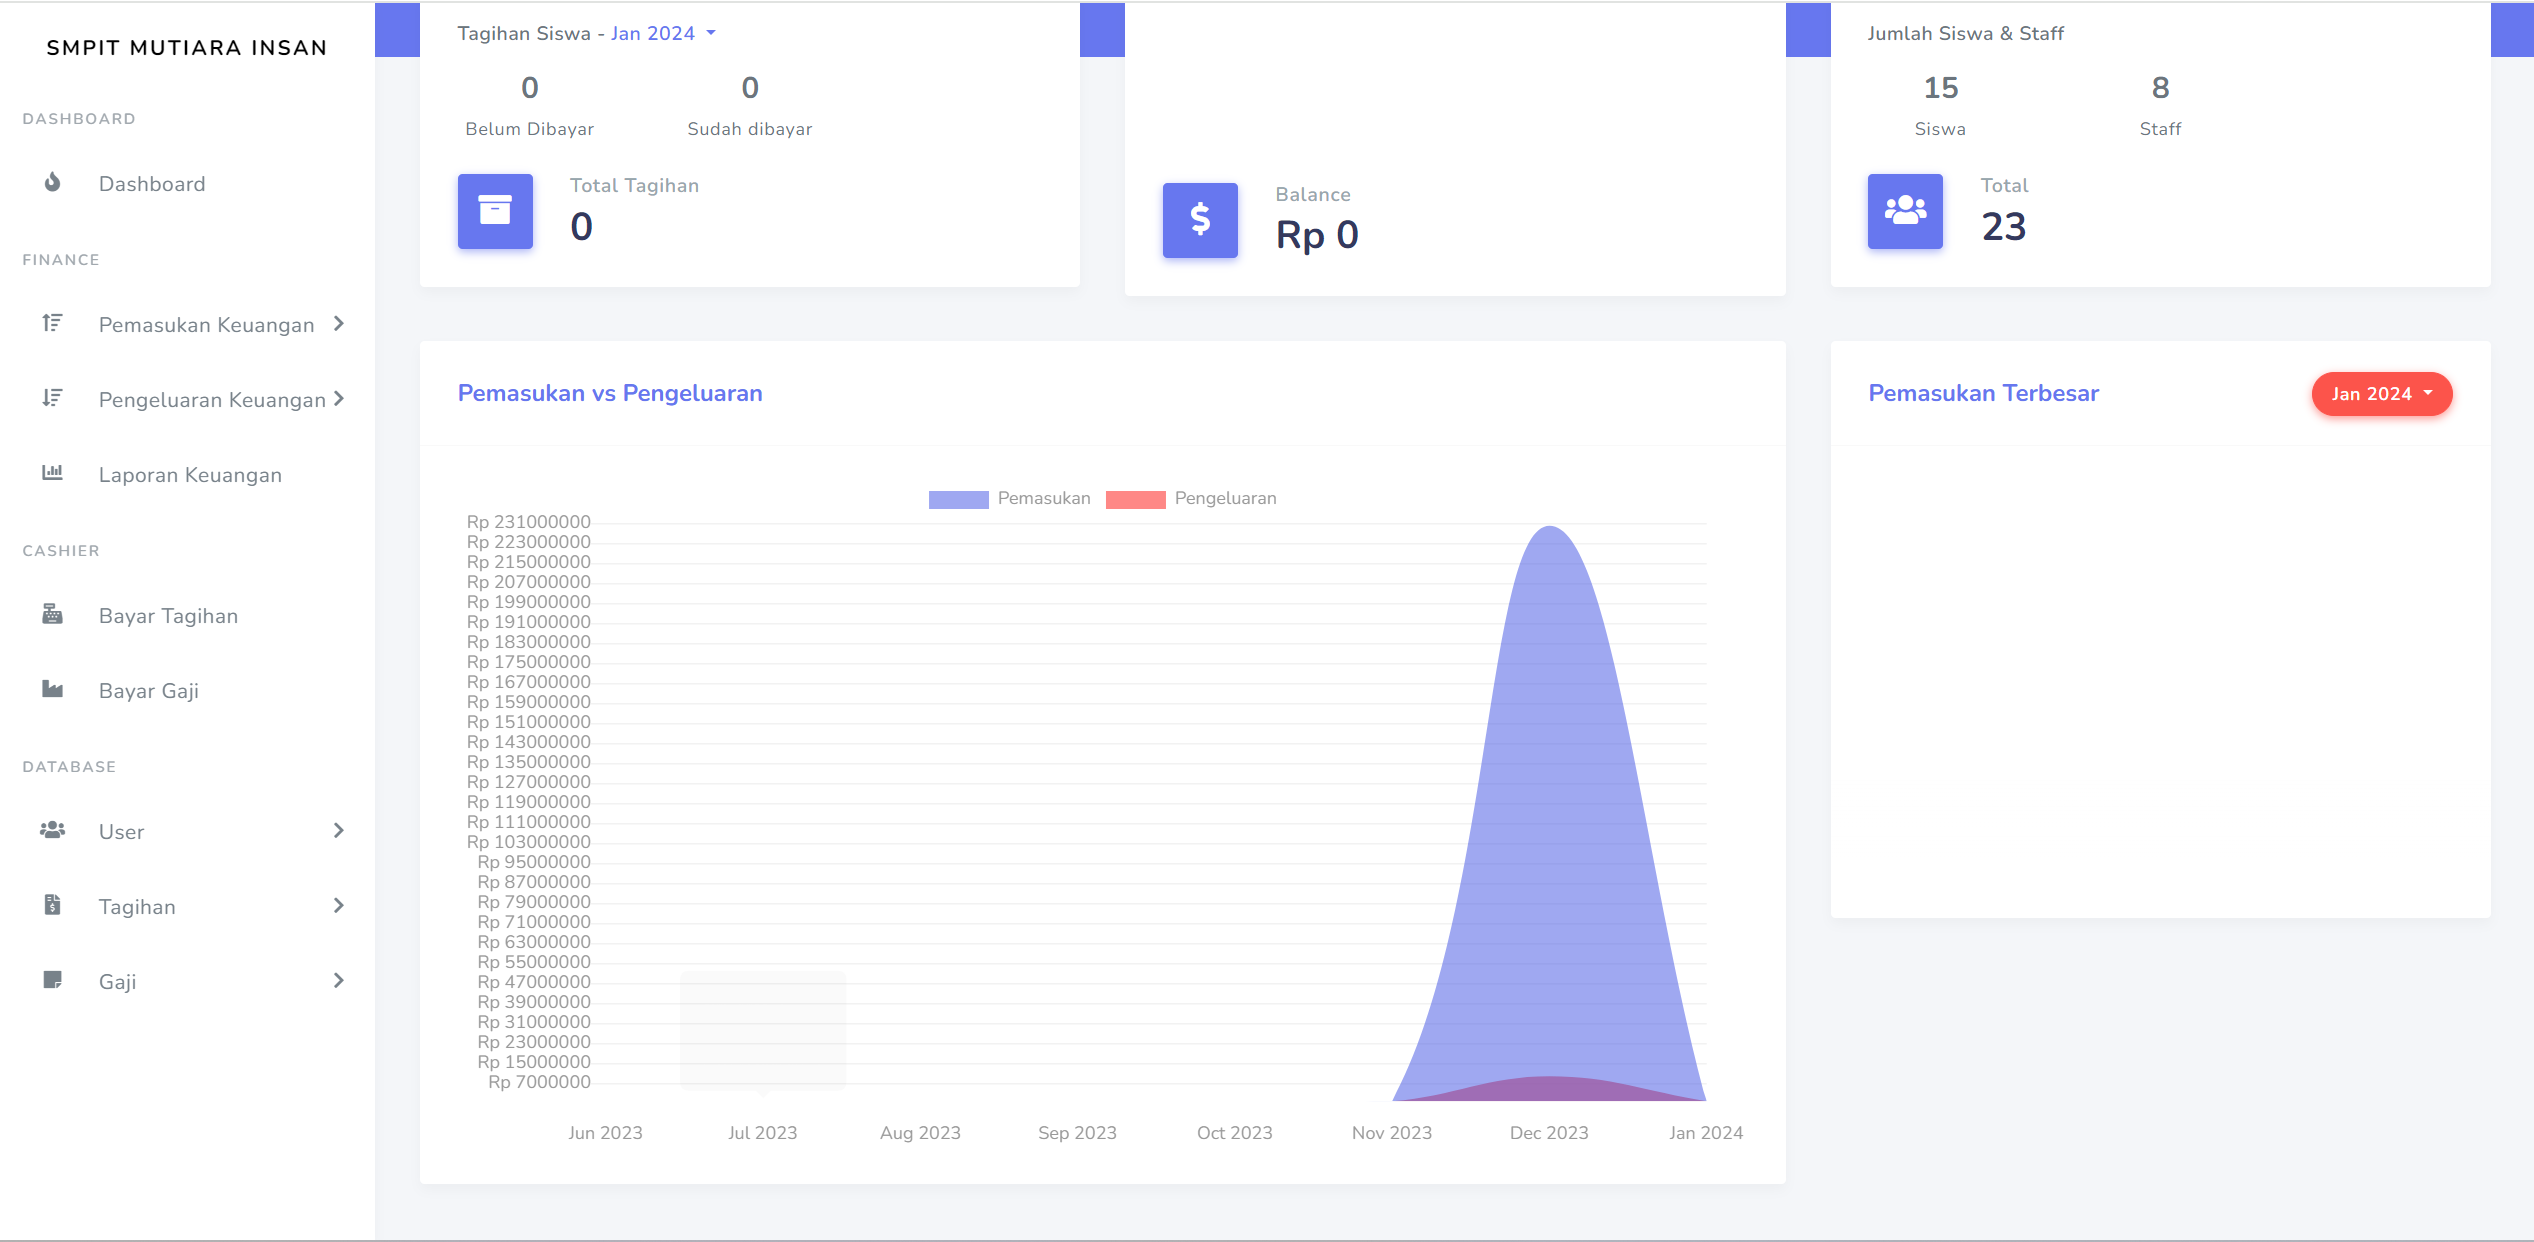 SMPIT MUTIARA INSAN
DASHBOARD
Dashboard
FINANCE
Pemasukan Keuangan
Pengeluaran Keuangan
Laporan Keuangan
CASHIER
Bayar Tagihan
Bayar Gaji
DATABASE
User
Tagihan
Gaji
Tagihan Siswa - Jan 2024
0 0
Belum Dibayar Sudah dibayar
Total Tagihan
0
Balance
Rp 0
Jumlah Siswa & Staff
15 8
Siswa Staff
Total
23
Pemasukan vs Pengeluaran
Pemasukan Pengeluaran
Rp 231000000
Rp 223000000
Rp 215000000
Rp 207000000
Rp 199000000
Rp 191000000
Rp 183000000
Rp 175000000
Rp 167000000
Rp 159000000
Rp 151000000
Rp 143000000
Rp 135000000
Rp 127000000
Rp 119000000
Rp 111000000
Rp 103000000
Rp 95000000
Rp 87000000
Rp 79000000
Rp 71000000
Rp 63000000
Rp 55000000
Rp 47000000
Rp 39000000
Rp 31000000
Rp 23000000
Rp 15000000
Rp 7000000
Jun 2023 Jul 2023 Aug 2023 Sep 2023 Oct 2023 Nov 2023 Dec 2023 Jan 2024
Pemasukan Terbesar
Jan 2024